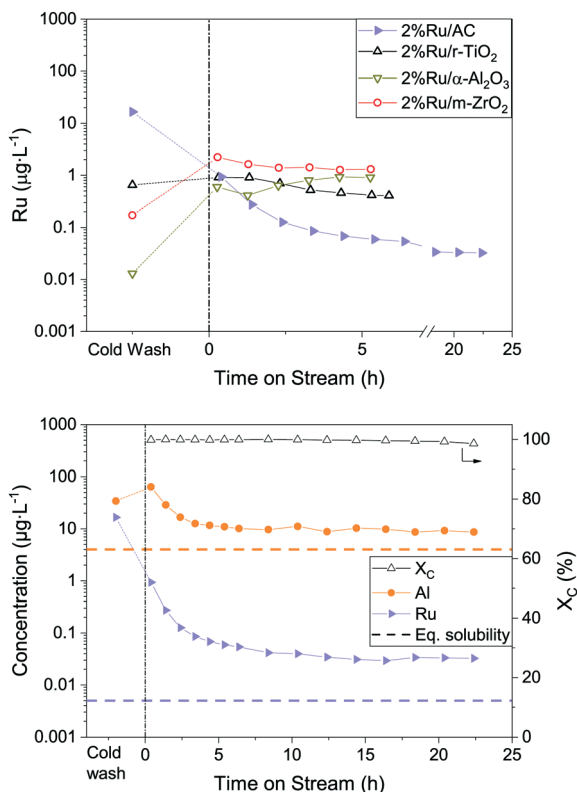 2%Ru/AC
2%Ru/r-TiO₂
2%Ru/α-Al₂O₃
2%Ru/m-ZrO₂
Ru (µg·L⁻¹)
1000
100
10
1
0.1
0.01
0.001
Cold Wash 0 5 20 25
Time on Stream (h)
Concentration (µg·L⁻¹)
1000
100
10
1
0.1
0.01
0.001
X_C
Al
Ru
Eq. solubility
100
80
60
40
20
0
X_C (%)
Cold
wash
0 5 10 15 20 25
Time on Stream (h)